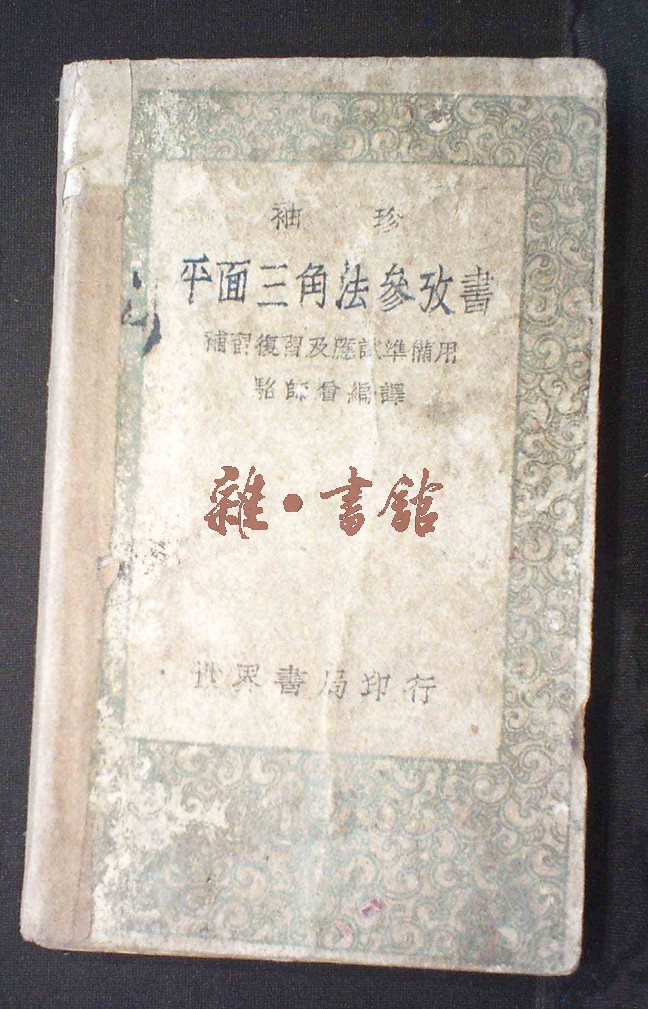 袖珍
平面三角法參攷書
補習復習及應試準備用
駱師曾編譯
雜·書館
世界書局印行